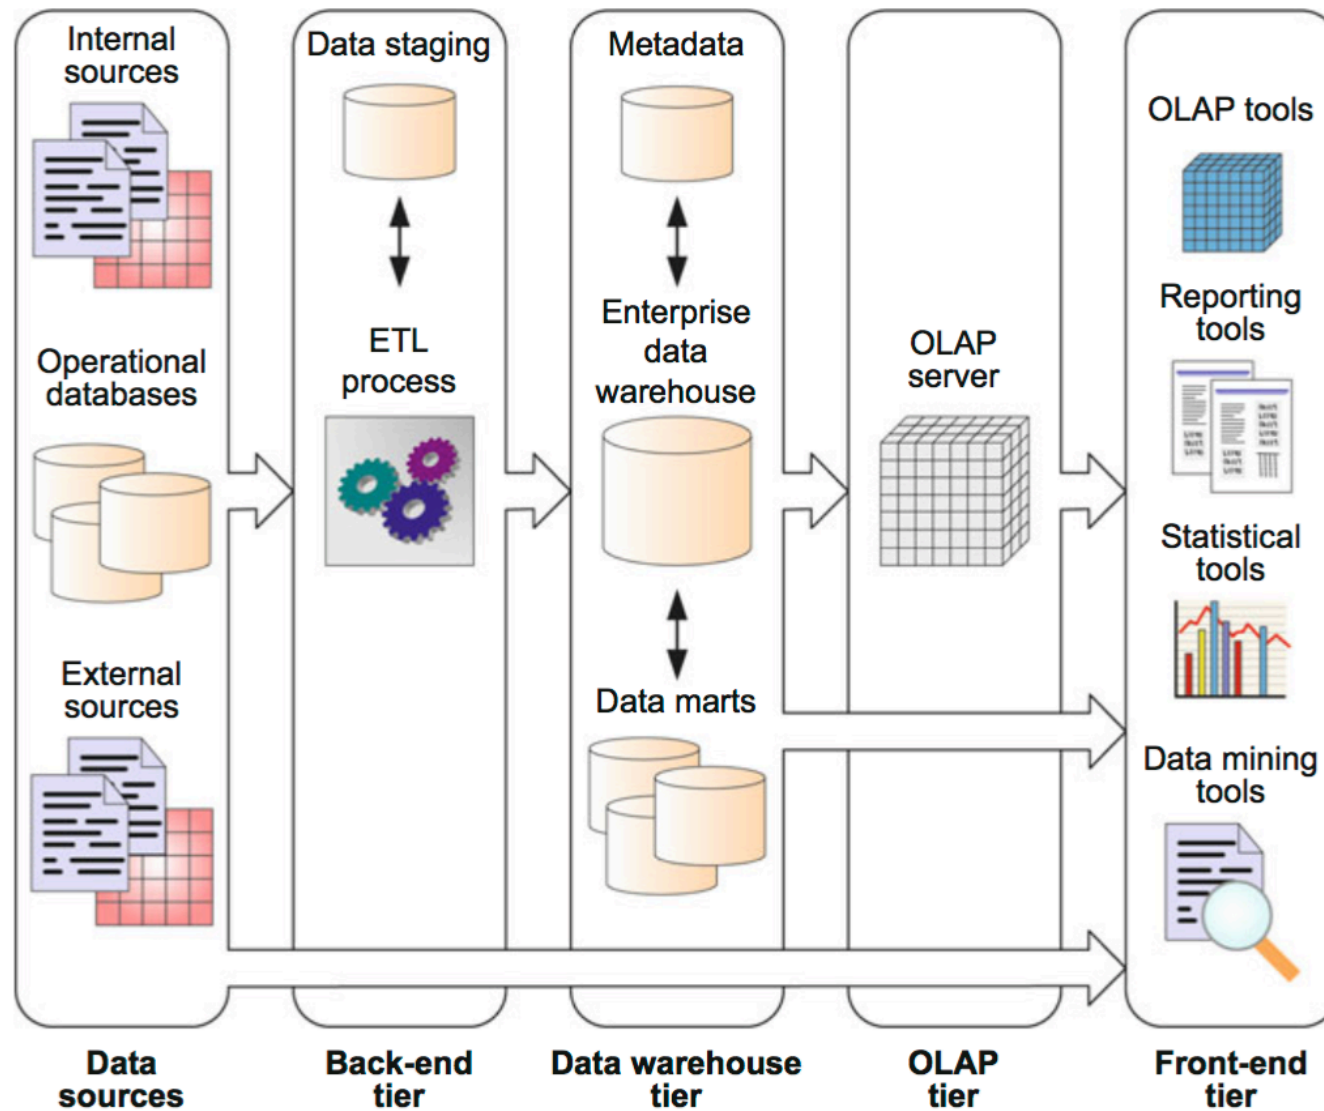 Internal
sources
Operational
databases
External
sources
Data
sources
Data staging
ETL
process
Back-end
tier
Metadata
Enterprise
data
warehouse
Data marts
Data warehouse
tier
OLAP
server
OLAP
tier
OLAP tools
Reporting
tools
Statistical
tools
Data mining
tools
Front-end
tier